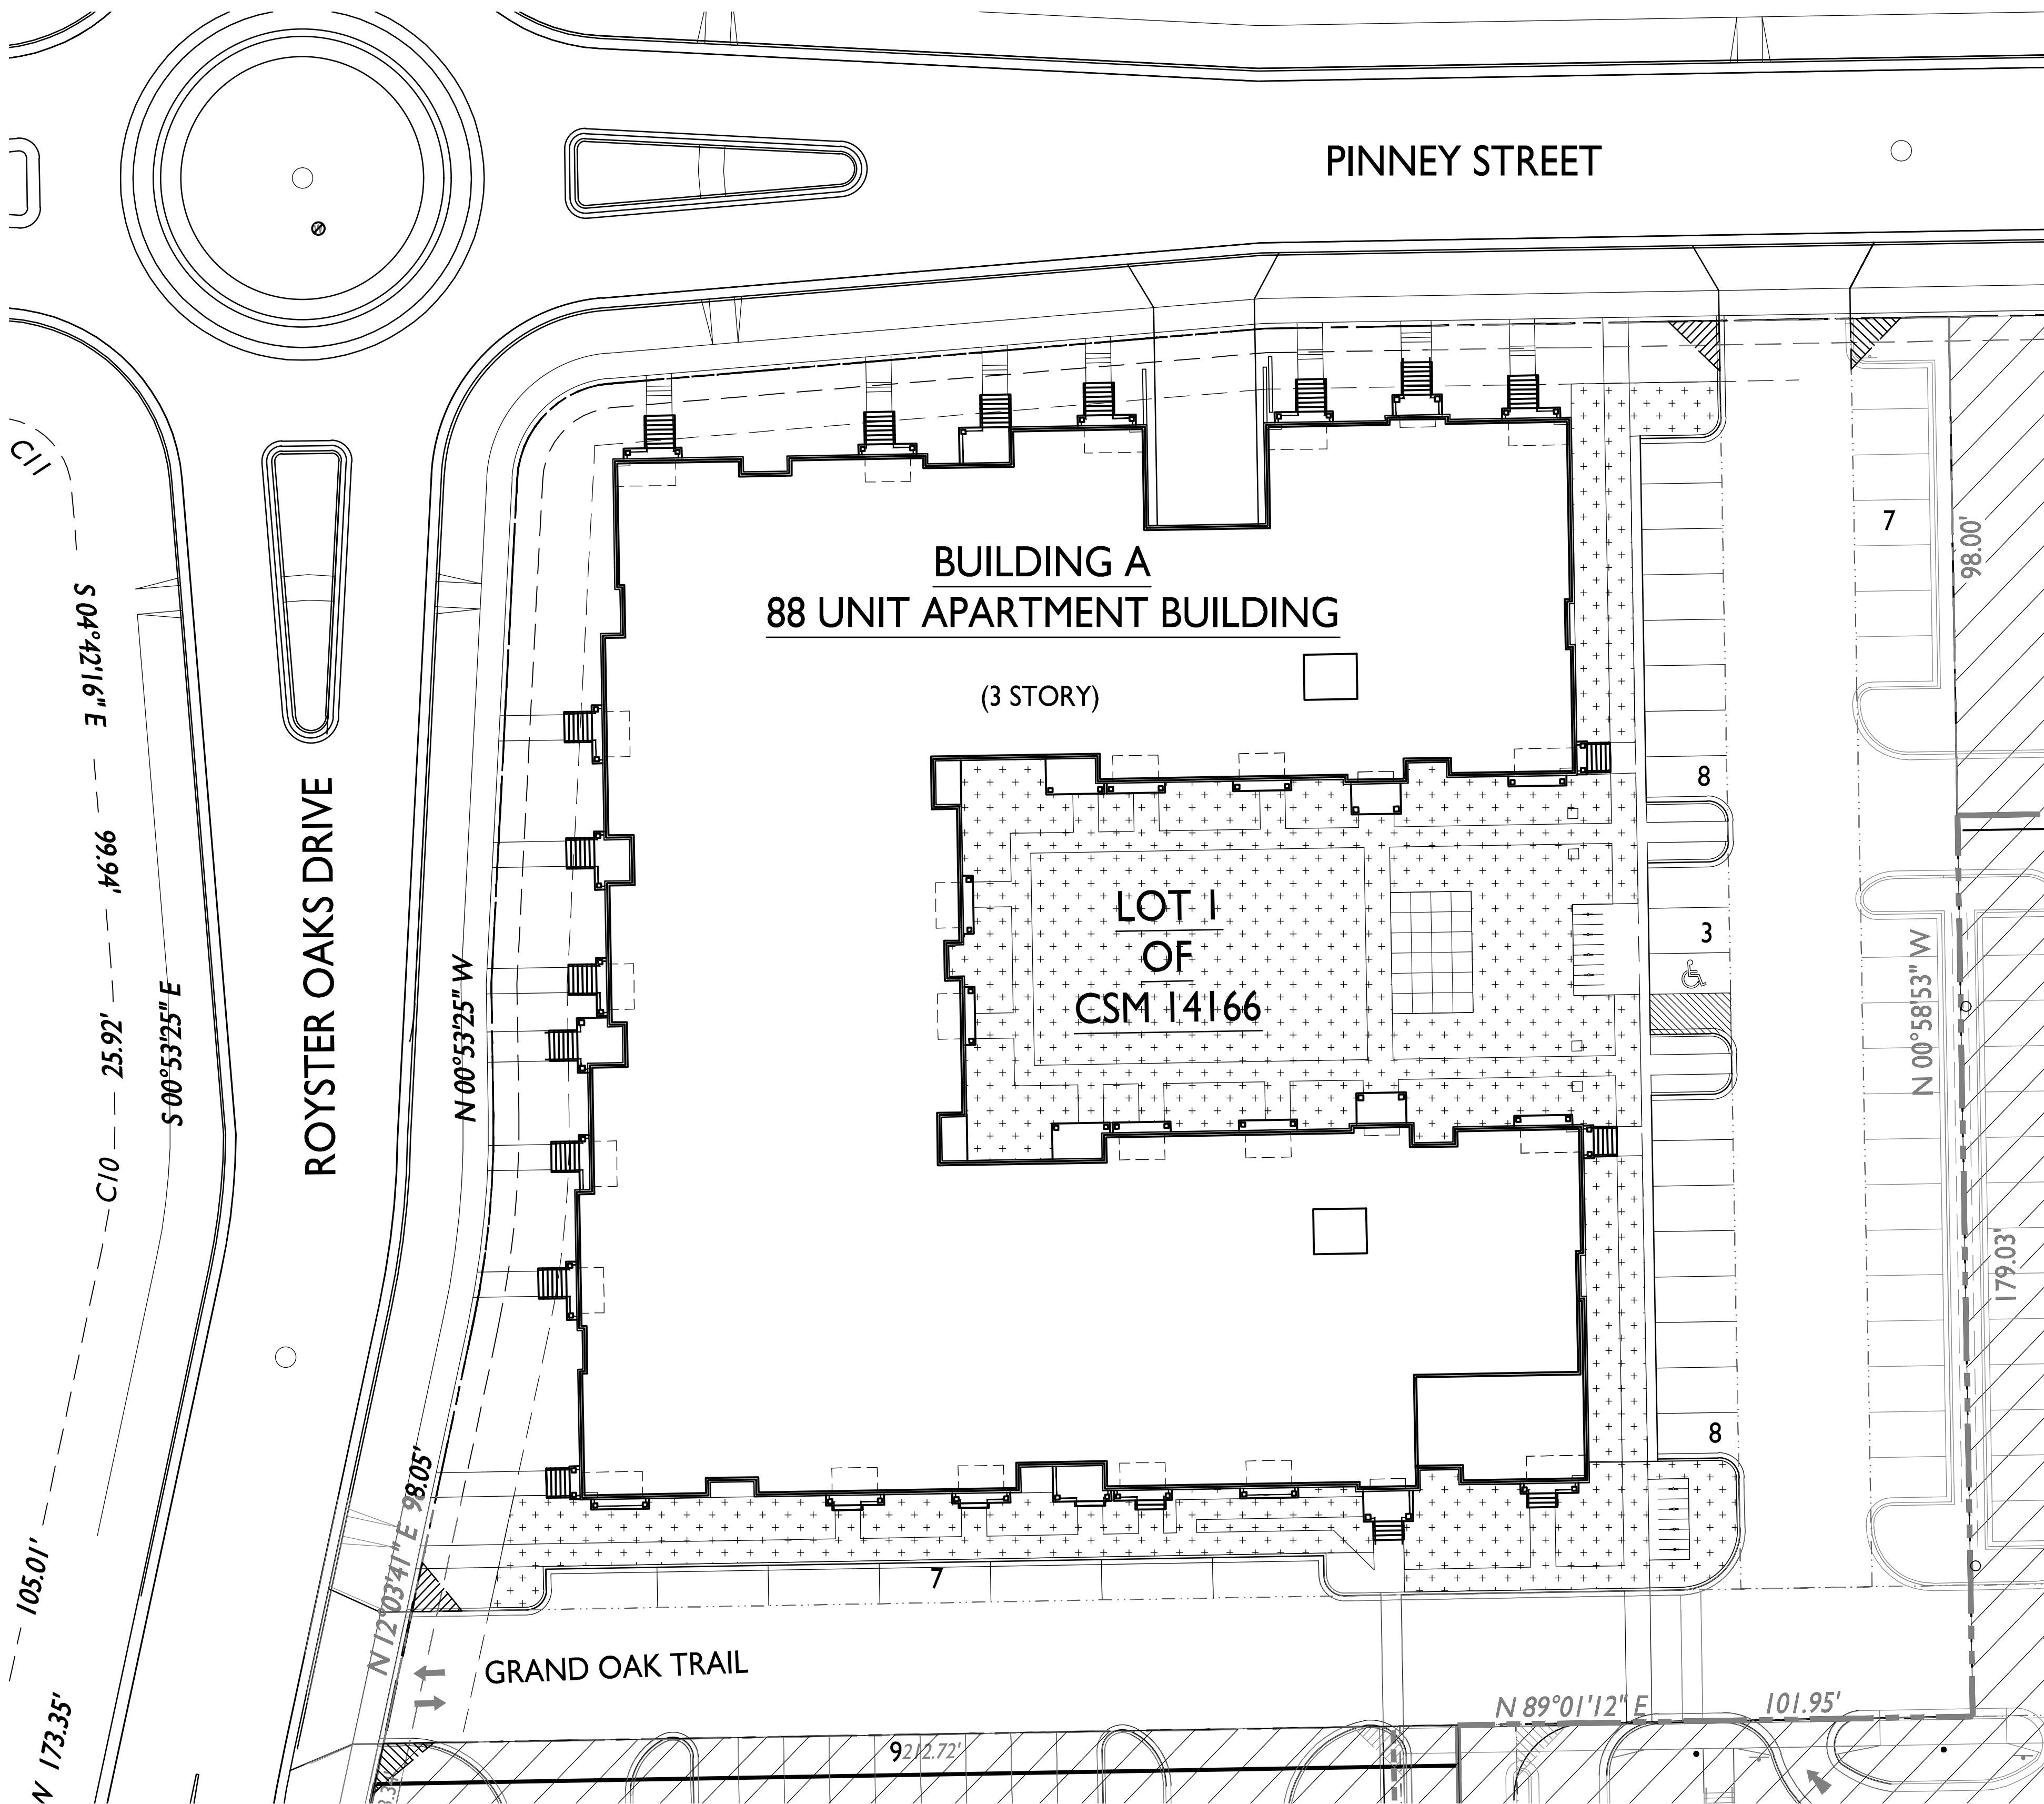 PINNEY STREET
C11
S 04°42'16" E
99.94'
25.92'
C10
S 00°53'25" E
ROYSTER OAKS DRIVE
N 00°53'25" W
BUILDING A
88 UNIT APARTMENT BUILDING
(3 STORY)
7
98.00'
8
LOT 1
OF
CSM 14166
3
N 00°58'53" W
179.03'
8
N 12°03'41" E 98.05'
105.01'
7
GRAND OAK TRAIL
N 89°01'12" E 101.95'
N 173.35'
9
212.72'